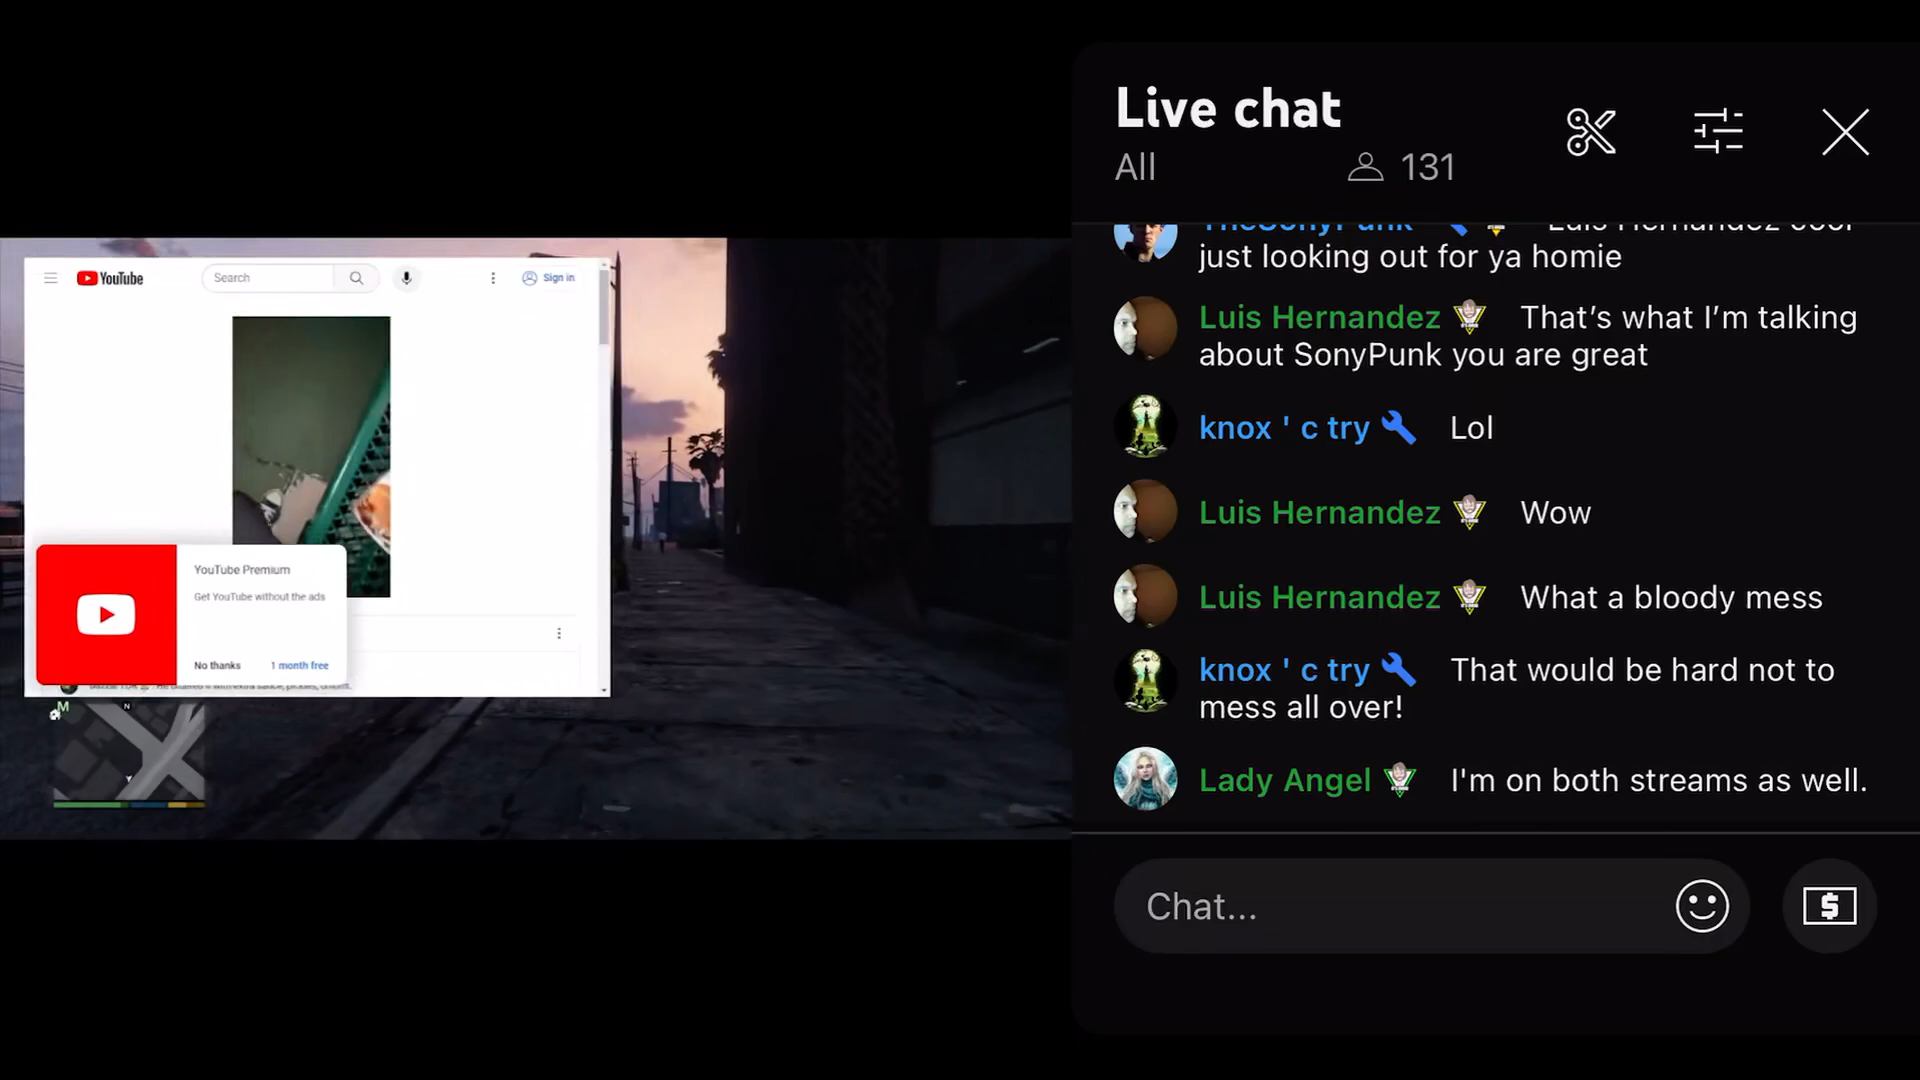 Live chat
All 131
just looking out for ya homie
Luis Hernandez That’s what I’m talking
about SonyPunk you are great
knox ' c try Lol
Luis Hernandez Wow
Luis Hernandez What a bloody mess
knox ' c try That would be hard not to
mess all over!
Lady Angel I'm on both streams as well.
Chat...
YouTube Search Sign in
YouTube Premium
Get YouTube without the ads
No thanks 1 month free
M
N